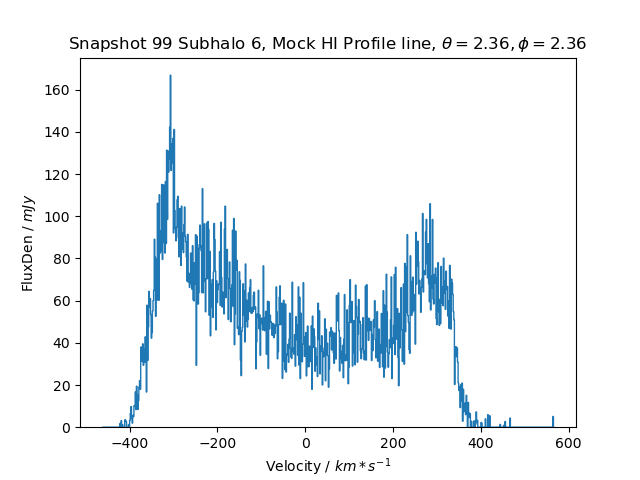 Snapshot 99 Subhalo 6, Mock HI Profile line, θ = 2.36, ϕ = 2.36
160
140
120
100
80
60
40
20
0
FluxDen / mJy
−400 −200 0 200 400 600
Velocity / km * s⁻¹